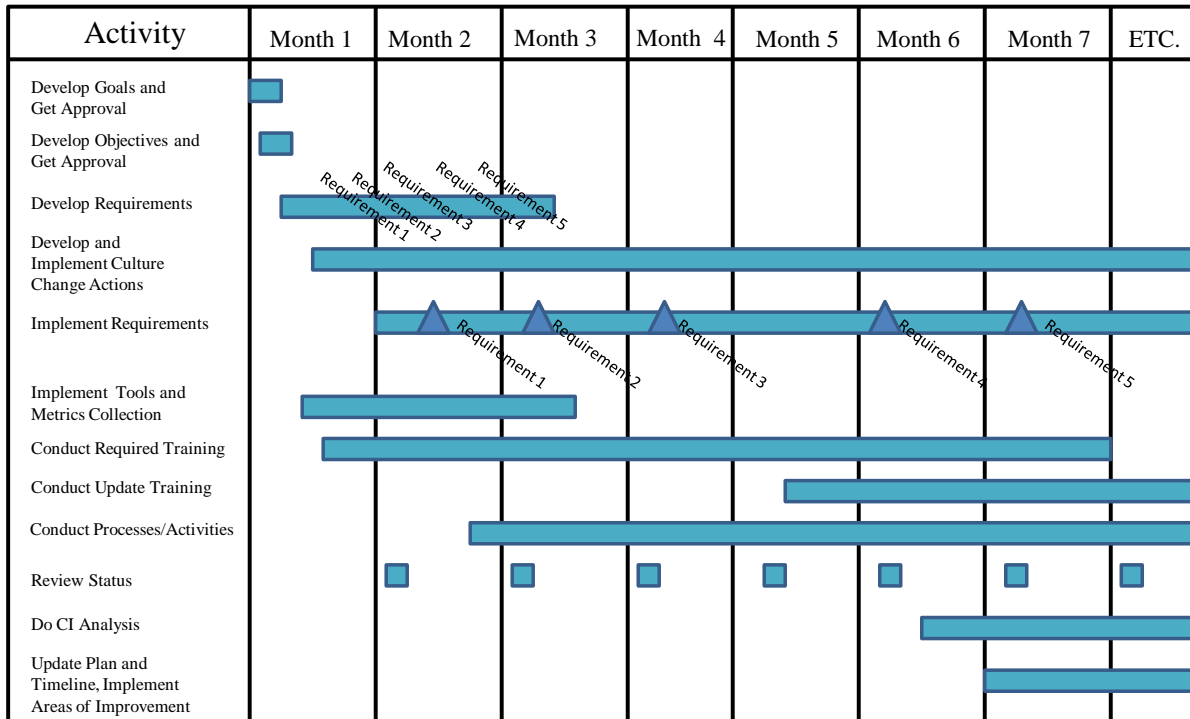 Activity
Month 1
Month 2
Month 3
Month 4
Month 5
Month 6
Month 7
ETC.
Develop Goals and
Get Approval
Develop Objectives and
Get Approval
Develop Requirements
Requirement 1
Requirement 2
Requirement 3
Requirement 4
Requirement 5
Develop and
Implement Culture
Change Actions
Implement Requirements
Requirement 1
Requirement 2
Requirement 3
Requirement 4
Requirement 5
Implement Tools and
Metrics Collection
Conduct Required Training
Conduct Update Training
Conduct Processes/Activities
Review Status
Do CI Analysis
Update Plan and
Timeline, Implement
Areas of Improvement